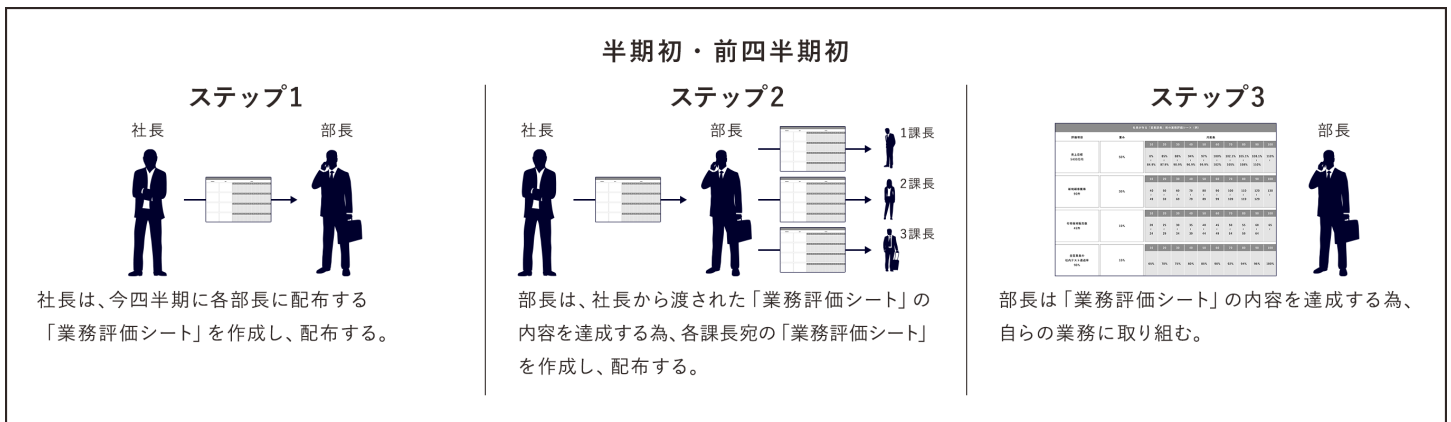 半期初・前四半期初
ステップ1
社長
部長
社長は、今四半期に各部長に配布する
「業務評価シート」を作成し、配布する。
ステップ2
社長
部長
1課長
2課長
3課長
部長は、社長から渡された「業務評価シート」の
内容を達成する為、各課長宛の「業務評価シート」
を作成し、配布する。
ステップ3
部長
部長は「業務評価シート」の内容を達成する為、
自らの業務に取り組む。